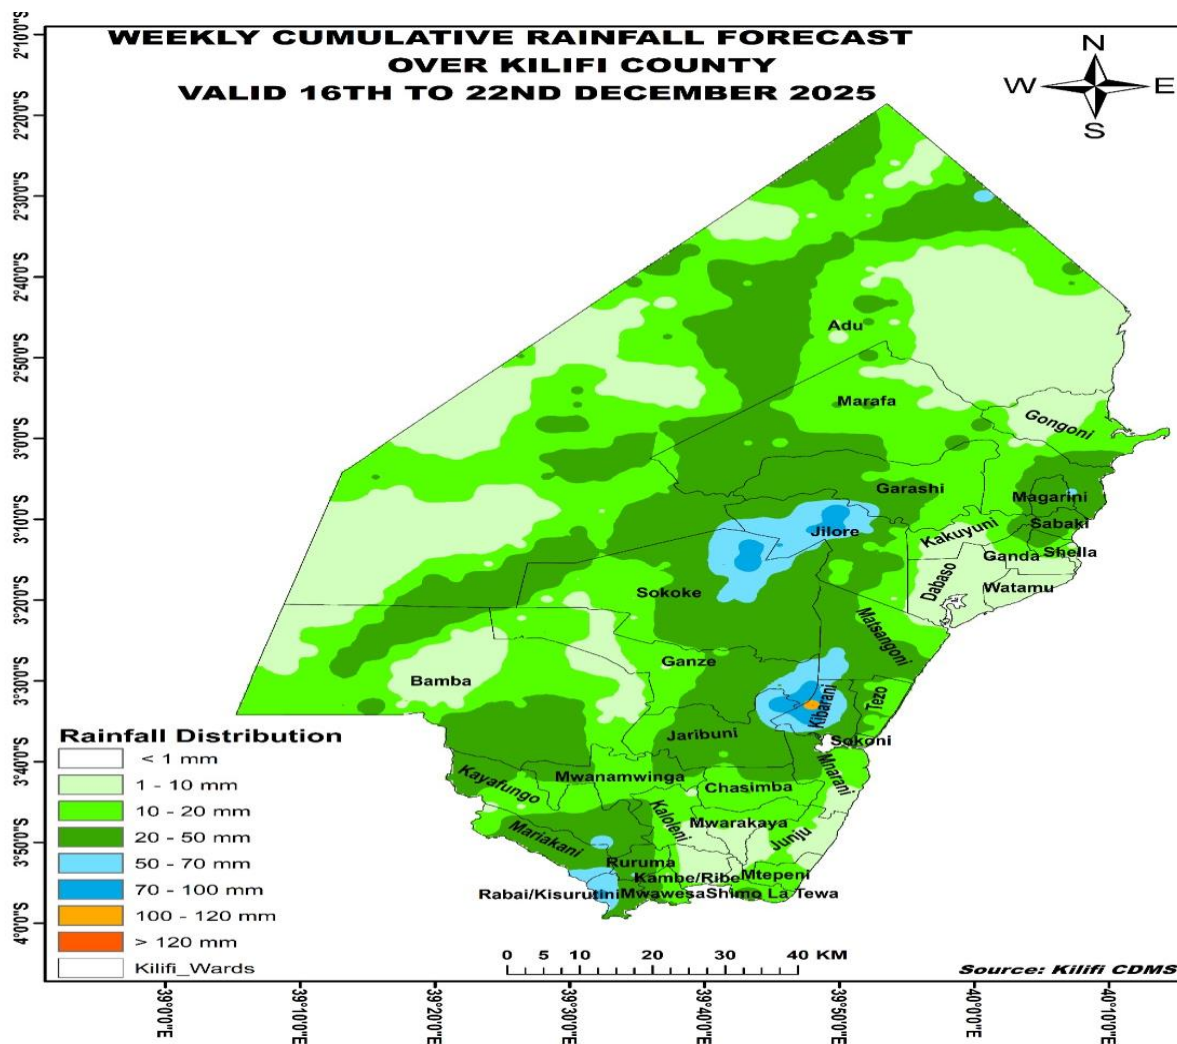 WEEKLY CUMULATIVE RAINFALL FORECAST
OVER KILIFI COUNTY
VALID 16TH TO 22ND DECEMBER 2025
N
W
E
S
2°10'0"S
2°20'0"S
2°30'0"S
2°40'0"S
2°50'0"S
3°0'0"S
3°10'0"S
3°20'0"S
3°30'0"S
3°40'0"S
3°50'0"S
4°0'0"S
Adu
Marafa
Gongoni
Garashi
Magarini
Jilore
Kakuyuni
Sabaki
Ganda
Shella
Dabaso
Watamu
Sokoke
Matsangoni
Ganze
Bamba
Kibarani
Tezo
Jaribuni
Sokoni
Mnarani
Mwanamwinga
Kayafungo
Chasimba
Kaloleni
Mwarakaya
Mariakani
Junju
Ruruma
Kambe/Ribe
Mtepeni
Rabai/Kisurutini
Mwawesa
Shimo La Tewa
Rainfall Distribution
< 1 mm
1 - 10 mm
10 - 20 mm
20 - 50 mm
50 - 70 mm
70 - 100 mm
100 - 120 mm
> 120 mm
Kilifi_Wards
0 5 10 20 30 40 KM
Source: Kilifi CDMS
39°0'0"E
39°10'0"E
39°20'0"E
39°30'0"E
39°40'0"E
39°50'0"E
40°0'0"E
40°10'0"E